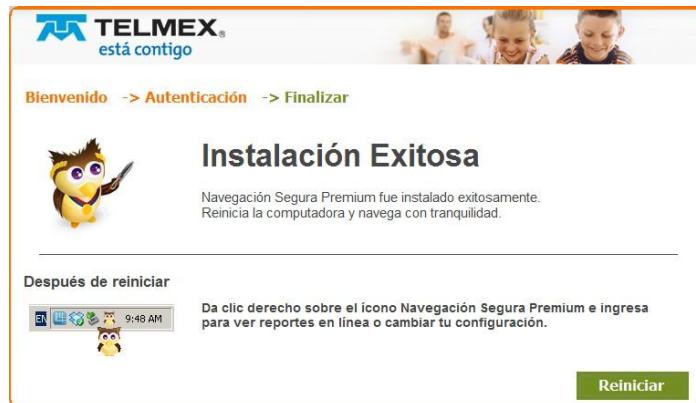 TELMEX®
está contigo
Bienvenido -> Autenticación -> Finalizar
Instalación Exitosa
Navegación Segura Premium fue instalado exitosamente.
Reinicia la computadora y navega con tranquilidad.
Después de reiniciar
EN 9:48 AM
Da clic derecho sobre el ícono Navegación Segura Premium e ingresa
para ver reportes en línea o cambiar tu configuración.
Reiniciar